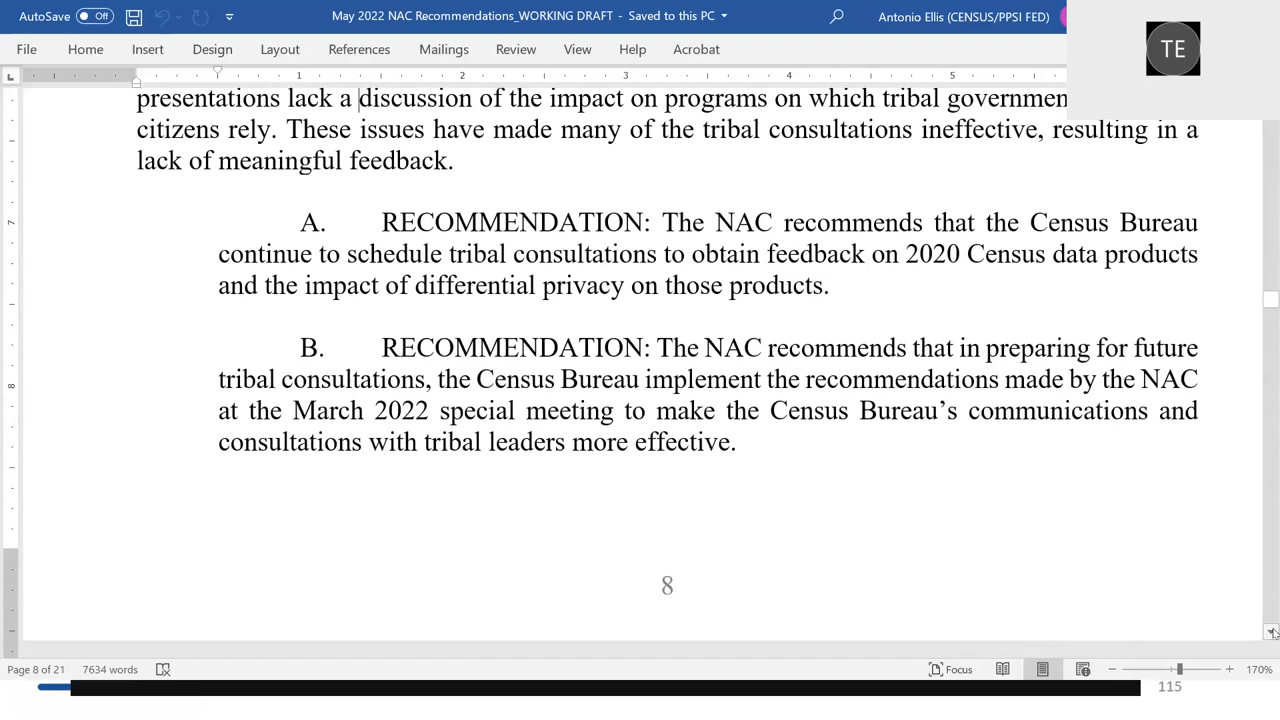 AutoSave Off May 2022 NAC Recommendations_WORKING DRAFT - Saved to this PC Antonio Ellis (CENSUS/PPSI FED)
TE
File Home Insert Design Layout References Mailings Review View Help Acrobat
1 2 3 4 5
presentations lack a discussion of the impact on programs on which tribal
citizens rely. These issues have made many of the tribal consultations ineffective, resulting in a
lack of meaningful feedback.
7
A. RECOMMENDATION: The NAC recommends that the Census Bureau
continue to schedule tribal consultations to obtain feedback on 2020 Census data products
and the impact of differential privacy on those products.
B. RECOMMENDATION: The NAC recommends that in preparing for future
8
tribal consultations, the Census Bureau implement the recommendations made by the NAC
at the March 2022 special meeting to make the Census Bureau’s communications and
consultations with tribal leaders more effective.
8
Page 8 of 21 7634 words Focus 170%
115